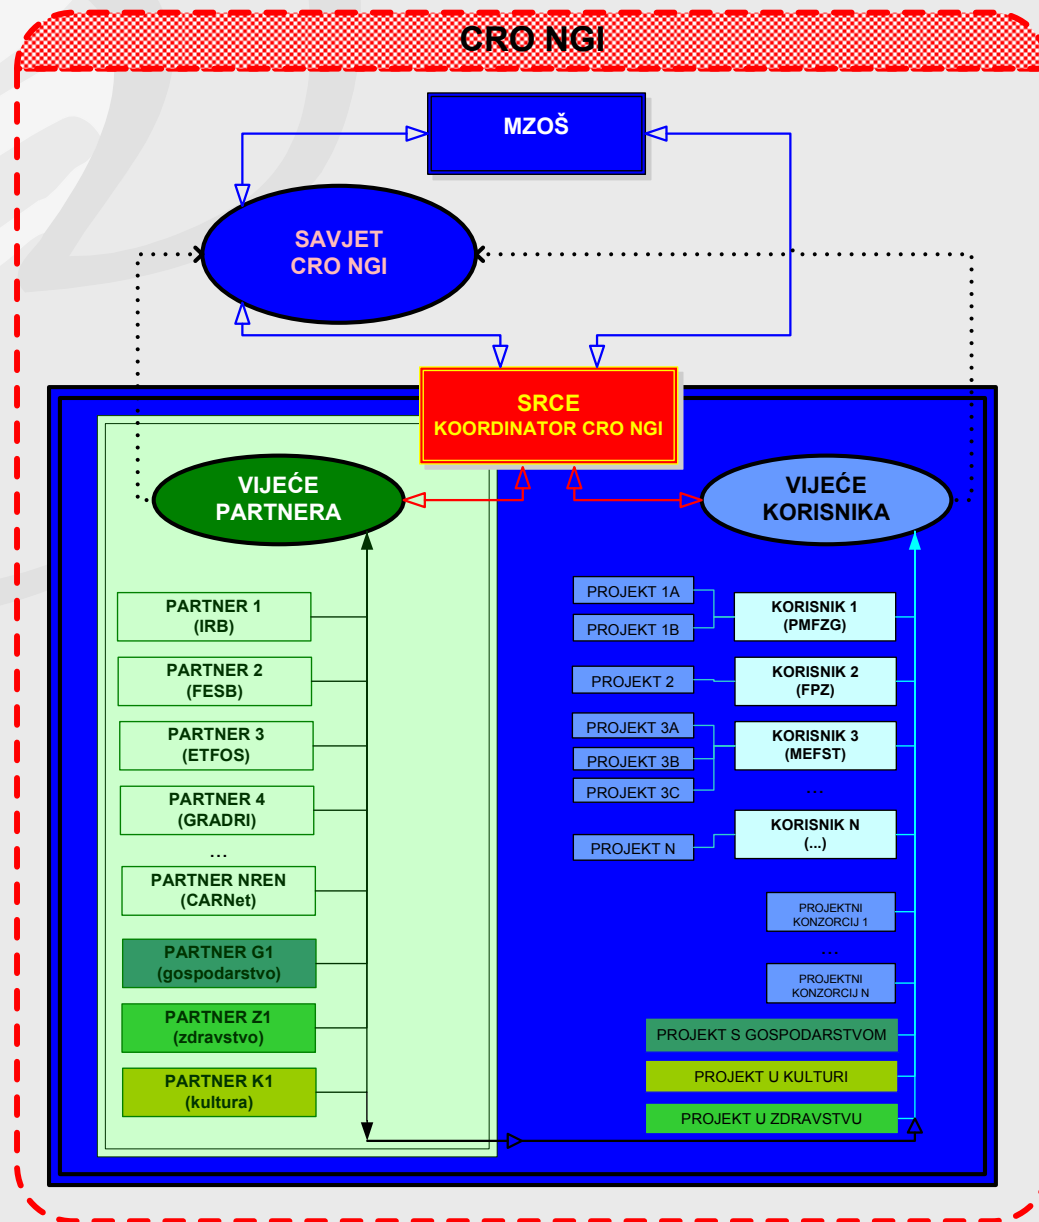 CRO NGI
MZOŠ
SAVJET
CRO NGI
SRCE
KOORDINATOR CRO NGI
VIJEĆE
PARTNERA
PARTNER 1
(IRB)
PARTNER 2
(FESB)
PARTNER 3
(ETFOS)
PARTNER 4
(GRADRI)
...
PARTNER NREN
(CARNet)
PARTNER G1
(gospodarstvo)
PARTNER Z1
(zdravstvo)
PARTNER K1
(kultura)
VIJEĆE
KORISNIKA
PROJEKT 1A
PROJEKT 1B
KORISNIK 1
(PMFZG)
PROJEKT 2
KORISNIK 2
(FPZ)
PROJEKT 3A
PROJEKT 3B
PROJEKT 3C
KORISNIK 3
(MEFST)
...
PROJEKT N
KORISNIK N
(...)
PROJEKTNI
KONZORCIJ 1
...
PROJEKTNI
KONZORCIJ N
PROJEKT S GOSPODARSTVOM
PROJEKT U KULTURI
PROJEKT U ZDRAVSTVU